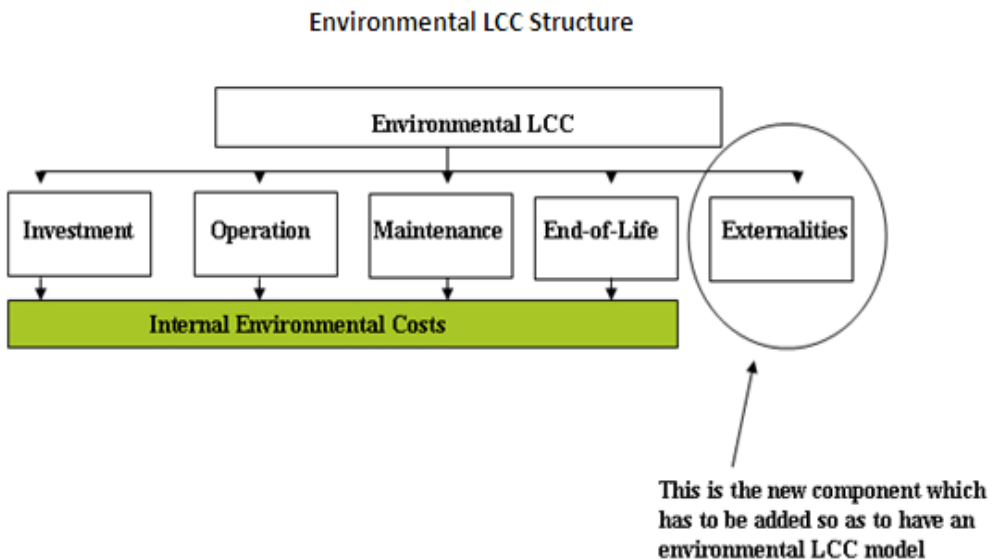 Environmental LCC Structure
Environmental LCC
Investment
Operation
Maintenance
End-of-Life
Externalities
Internal Environmental Costs
This is the new component which
has to be added so as to have an
environmental LCC model